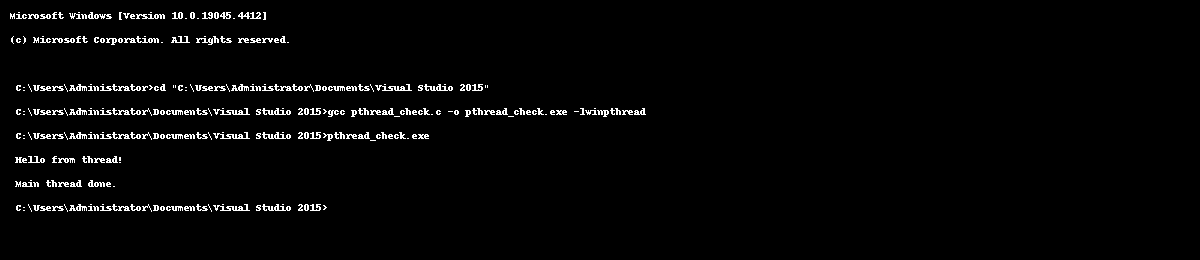 Microsoft Windows [Version 10.0.19045.4412]
(c) Microsoft Corporation. All rights reserved.
C:\Users\Administrator>cd "C:\Users\Administrator\Documents\Visual Studio 2015"
C:\Users\Administrator\Documents\Visual Studio 2015>gcc pthread_check.c -o pthread_check.exe -lwinpthread
C:\Users\Administrator\Documents\Visual Studio 2015>pthread_check.exe
Hello from thread!
Main thread done.
C:\Users\Administrator\Documents\Visual Studio 2015>